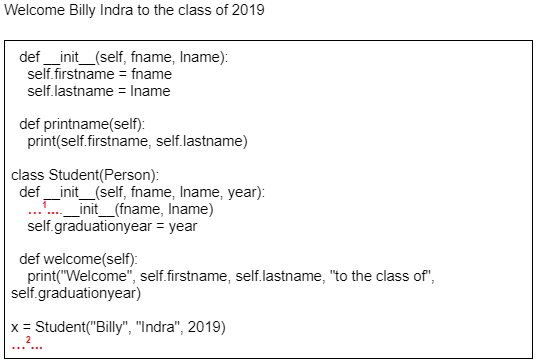 Welcome Billy Indra to the class of 2019
def __init__(self, fname, lname):
self.firstname = fname
self.lastname = lname
def printname(self):
print(self.firstname, self.lastname)
class Student(Person):
def __init__(self, fname, lname, year):
...1....__init__(fname, lname)
self.graduationyear = year
def welcome(self):
print("Welcome", self.firstname, self.lastname, "to the class of",
self.graduationyear)
x = Student("Billy", "Indra", 2019)
...2...